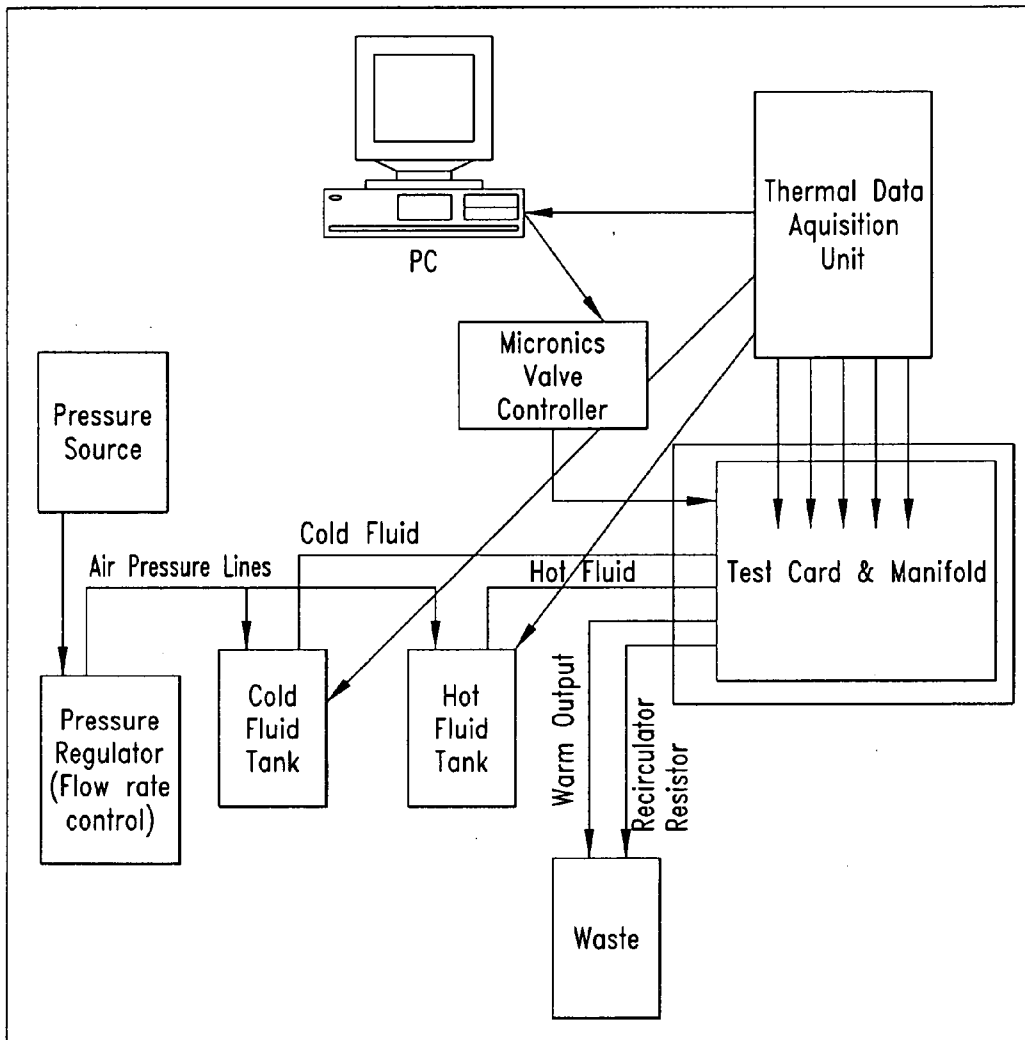 PC
Thermal Data
Aquisition
Unit
Micronics
Valve
Controller
Pressure
Source
Cold Fluid
Air Pressure Lines
Hot Fluid
Test Card & Manifold
Pressure
Regulator
(Flow rate
control)
Cold
Fluid
Tank
Hot
Fluid
Tank
Warm Output
Recirculator
Resistor
Waste